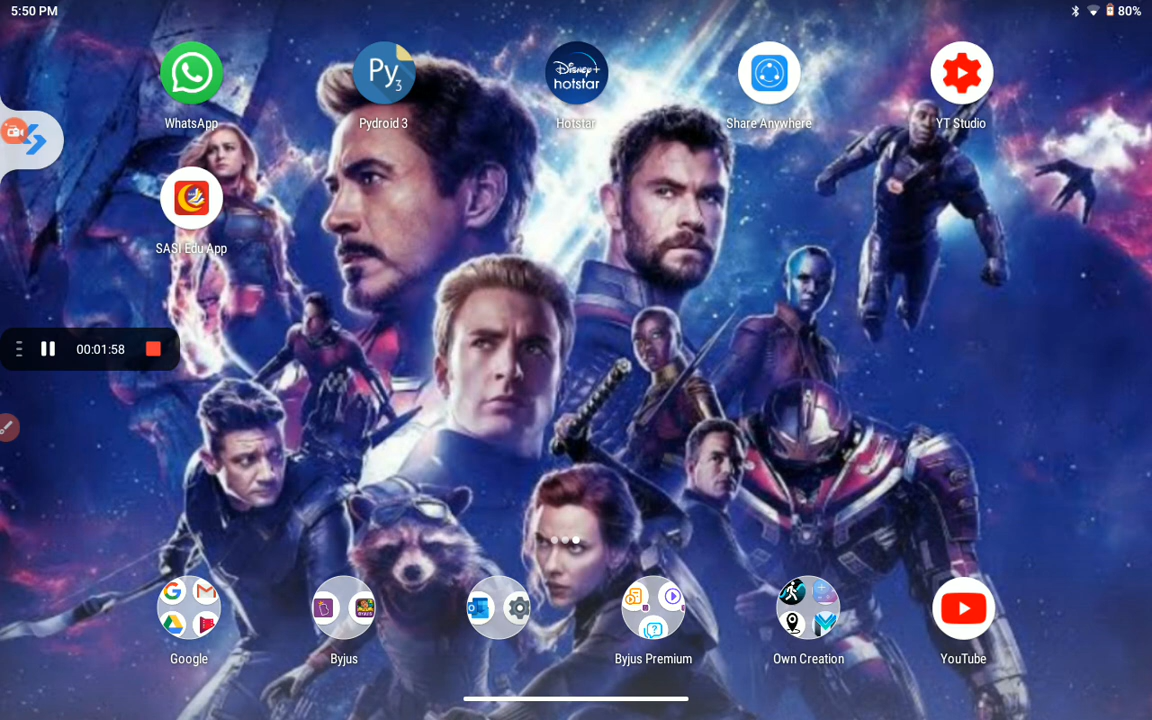 5:50 PM
80%
Py3
Disney+
hotstar
WhatsApp
Pydroid 3
Hotstar
Share Anywhere
YT Studio
SASI Edu App
00:01:58
Google
Byjus
Byjus Premium
Own Creation
YouTube